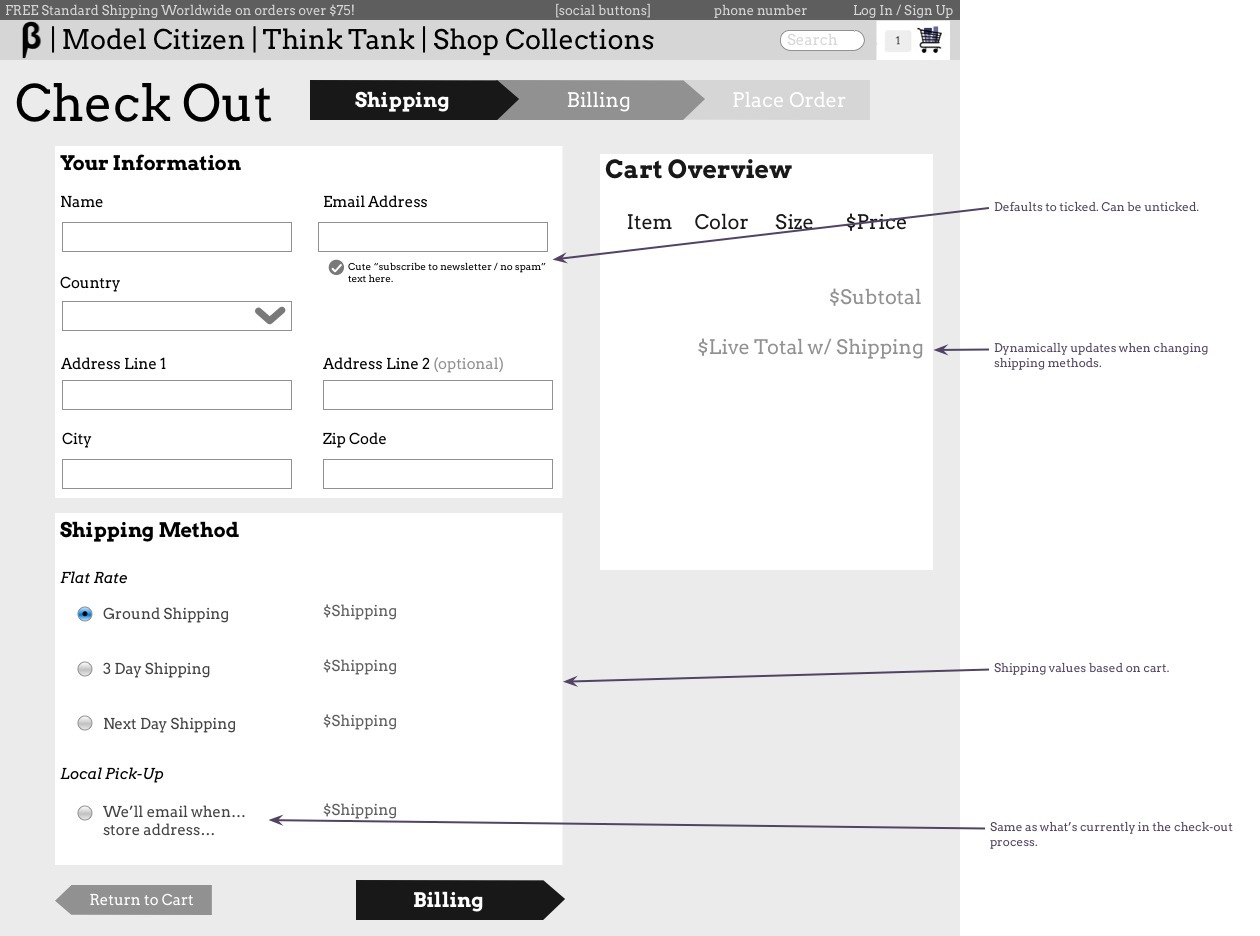 FREE Standard Shipping Worldwide on orders over $75! [social buttons] phone number Log In / Sign Up
β | Model Citizen | Think Tank | Shop Collections Search 1
Check Out
Shipping Billing Place Order
Your Information
Name Email Address
Cute “subscribe to newsletter / no spam”
text here.
Country
Address Line 1 Address Line 2 (optional)
City Zip Code
Cart Overview
Item Color Size $Price
$Subtotal
$Live Total w/ Shipping
Defaults to ticked. Can be unticked.
Dynamically updates when changing
shipping methods.
Shipping Method
Flat Rate
Ground Shipping $Shipping
3 Day Shipping $Shipping
Next Day Shipping $Shipping
Shipping values based on cart.
Local Pick-Up
We’ll email when... $Shipping
store address...
Same as what’s currently in the check-out
process.
Return to Cart Billing